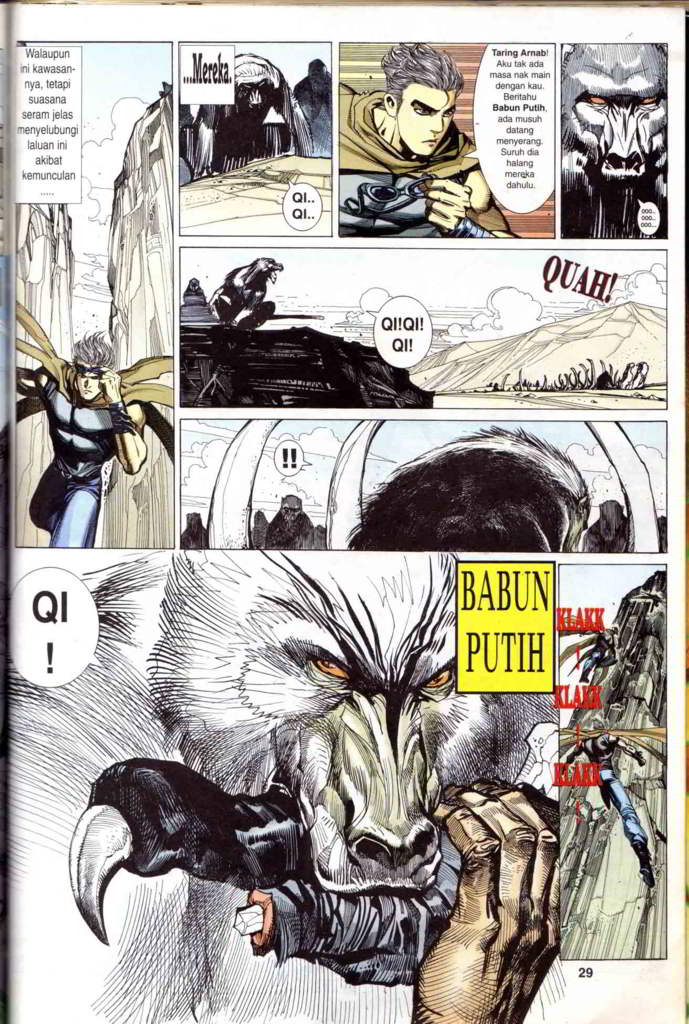 Walaupun
ini kawasan-
nya, tetapi
suasana
seram jelas
menyelubungi
laluan ini
akibat
kemunculan
.....
...Mereka.
QI..
QI..
Taring Arnab!
Aku tak ada
masa nak main
dengan kau.
Beritahu
Babun Putih,
ada musuh
datang
menyerang.
Suruh dia
halang
mereka
dahulu.
ooo..
ooo..
ooo...
QUAH!
QI!QI!
QI!
!!
QI
!
BABUN
PUTIH
KLAKK
!
KLAKK
!
KLAKK
!
29